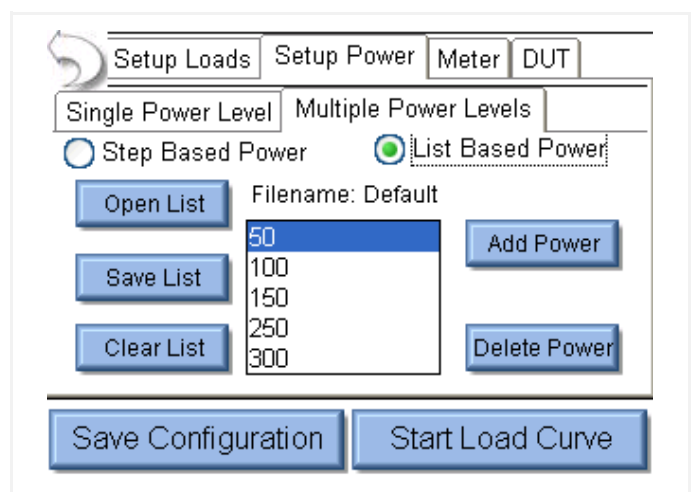 Setup Loads Setup Power Meter DUT
Single Power Level Multiple Power Levels
Step Based Power List Based Power
Open List Filename: Default
50
Add Power
100
Save List
150
250
Clear List Delete Power
300
Save Configuration Start Load Curve